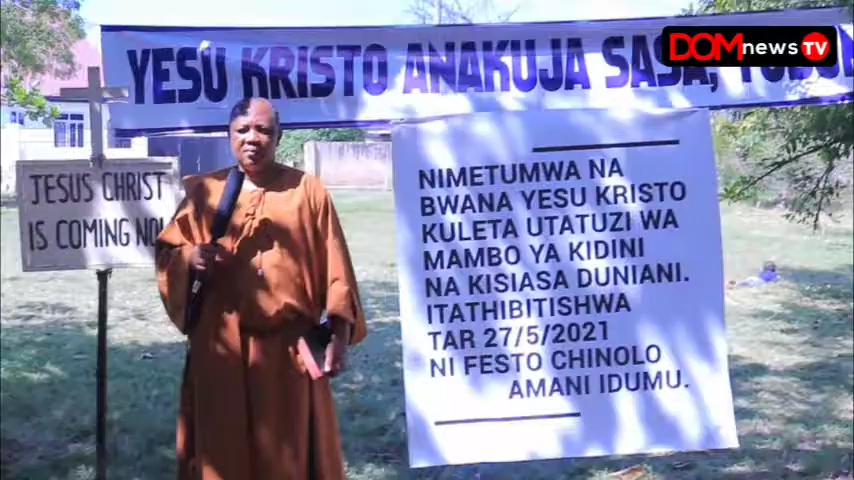 DOMnews TV
YESU KRISTO ANAKUJA SASA,
JESUS CHRIST
IS COMING
NIMETUMWA NA
BWANA YESU KRISTO
KULETA UTATUZI WA
MAMBO YA KIDINI
NA KISIASA DUNIANI.
ITATHIBITISHWA
TAR 27/5/2021
NI FESTO CHINOLO
AMANI IDUMU.